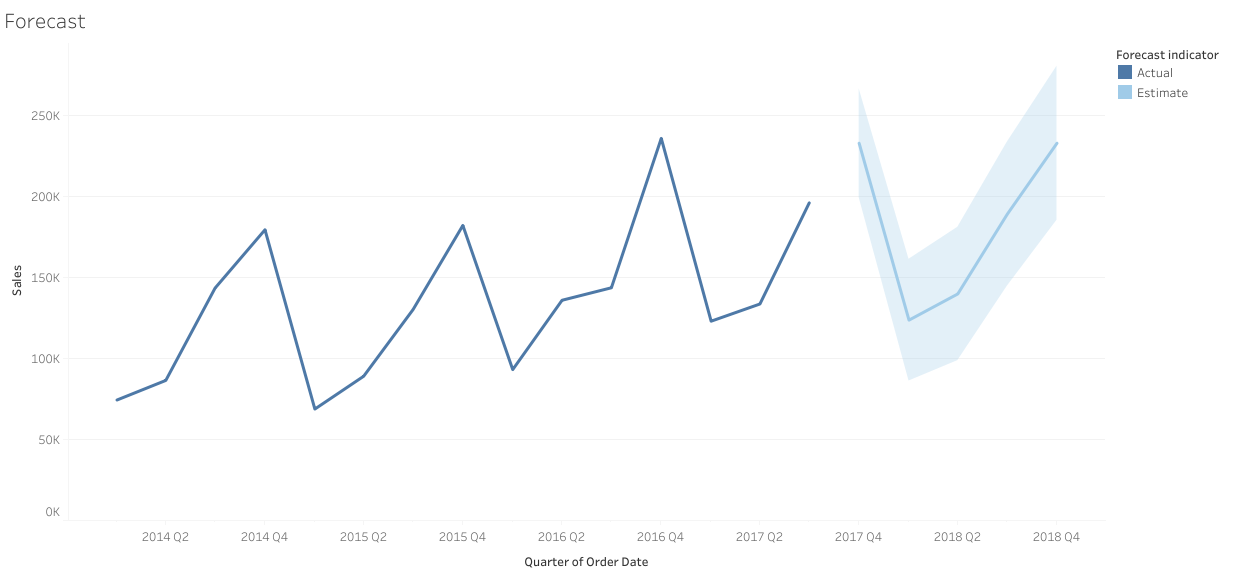 Forecast
Forecast indicator
Actual
Estimate
250K
200K
150K
100K
50K
0K
Sales
2014 Q2
2014 Q4
2015 Q2
2015 Q4
2016 Q2
2016 Q4
2017 Q2
2017 Q4
2018 Q2
2018 Q4
Quarter of Order Date